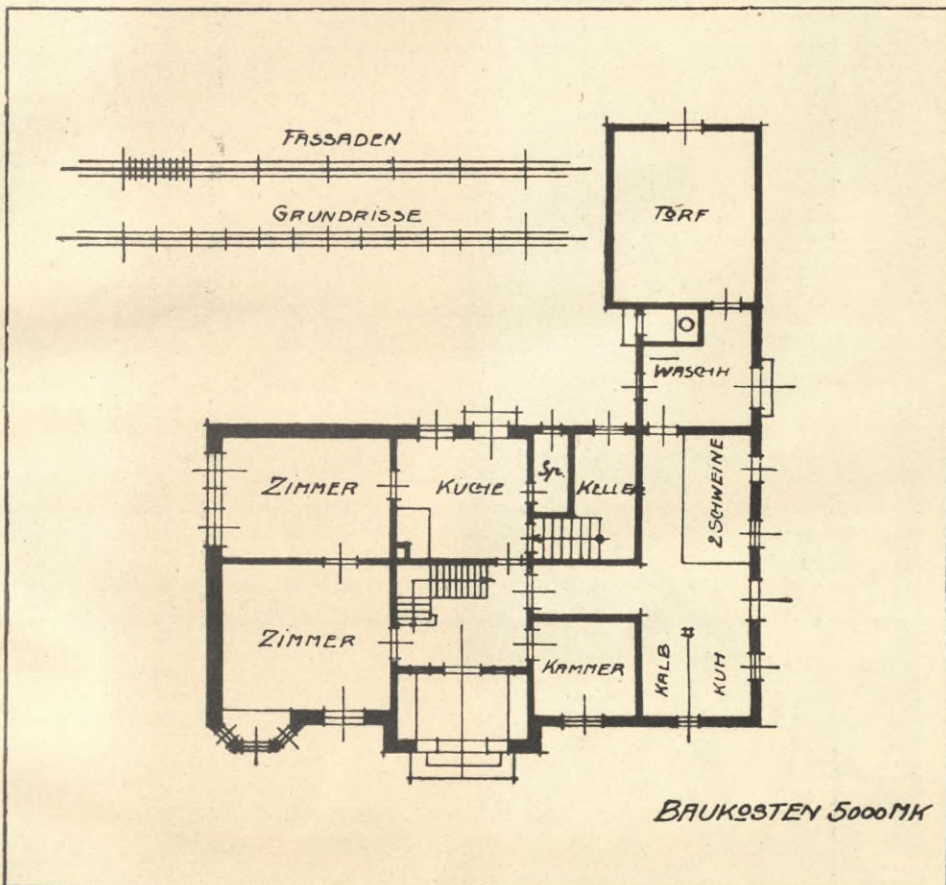 FASSADEN
GRUNDRISSE
TORF
WASCHH
ZIMMER
KUCHE
Sp.
KELLER
2 SCHWEINE
ZIMMER
KAMMER
KALB
KUH
BAUKOSTEN 5000 MK